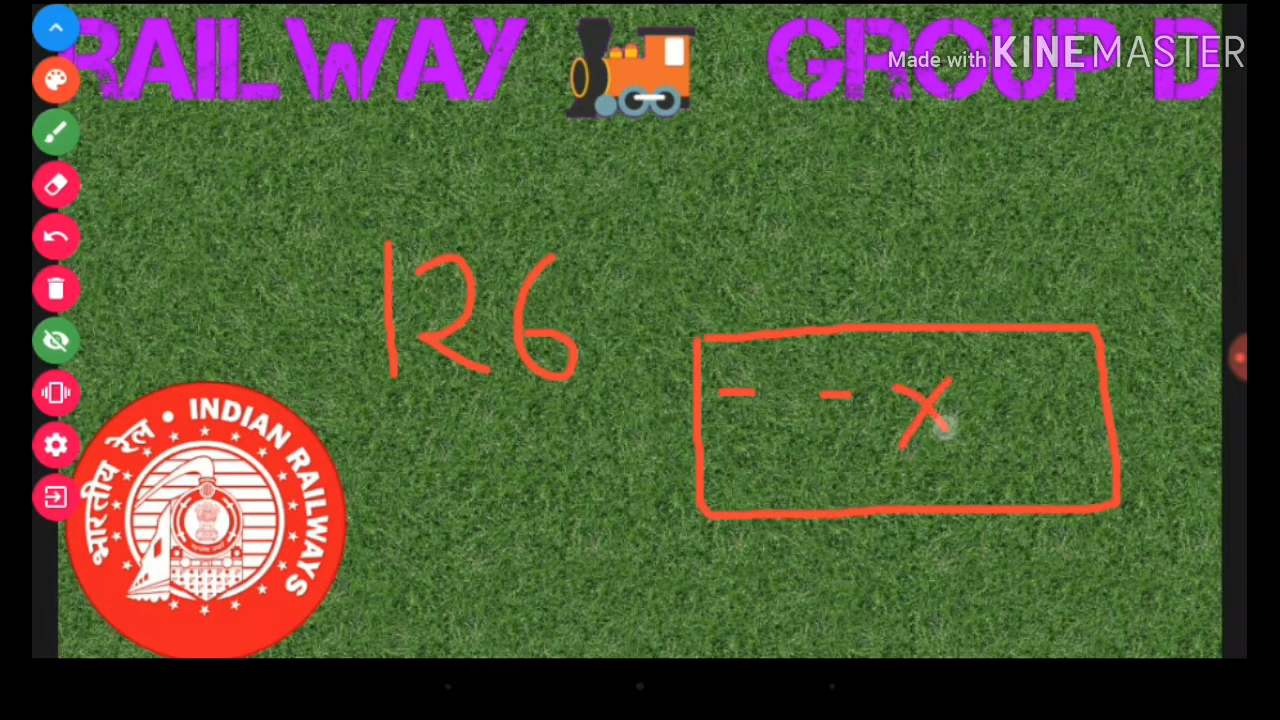 RAILWAY GROUP D
Made with KINEMASTER
126
- - x
भारतीय रेल • INDIAN RAILWAYS